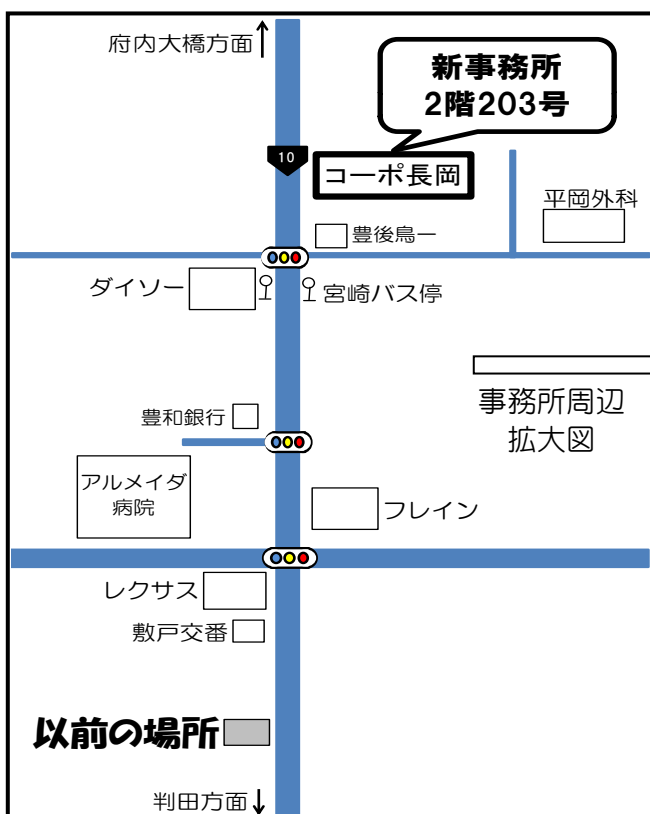 府内大橋方面
新事務所
2階203号
10
コーポ長岡
平岡外科
豊後鳥一
ダイソー
宮崎バス停
事務所周辺
拡大図
豊和銀行
アルメイダ
病院
フレイン
レクサス
敷戸交番
以前の場所
判田方面